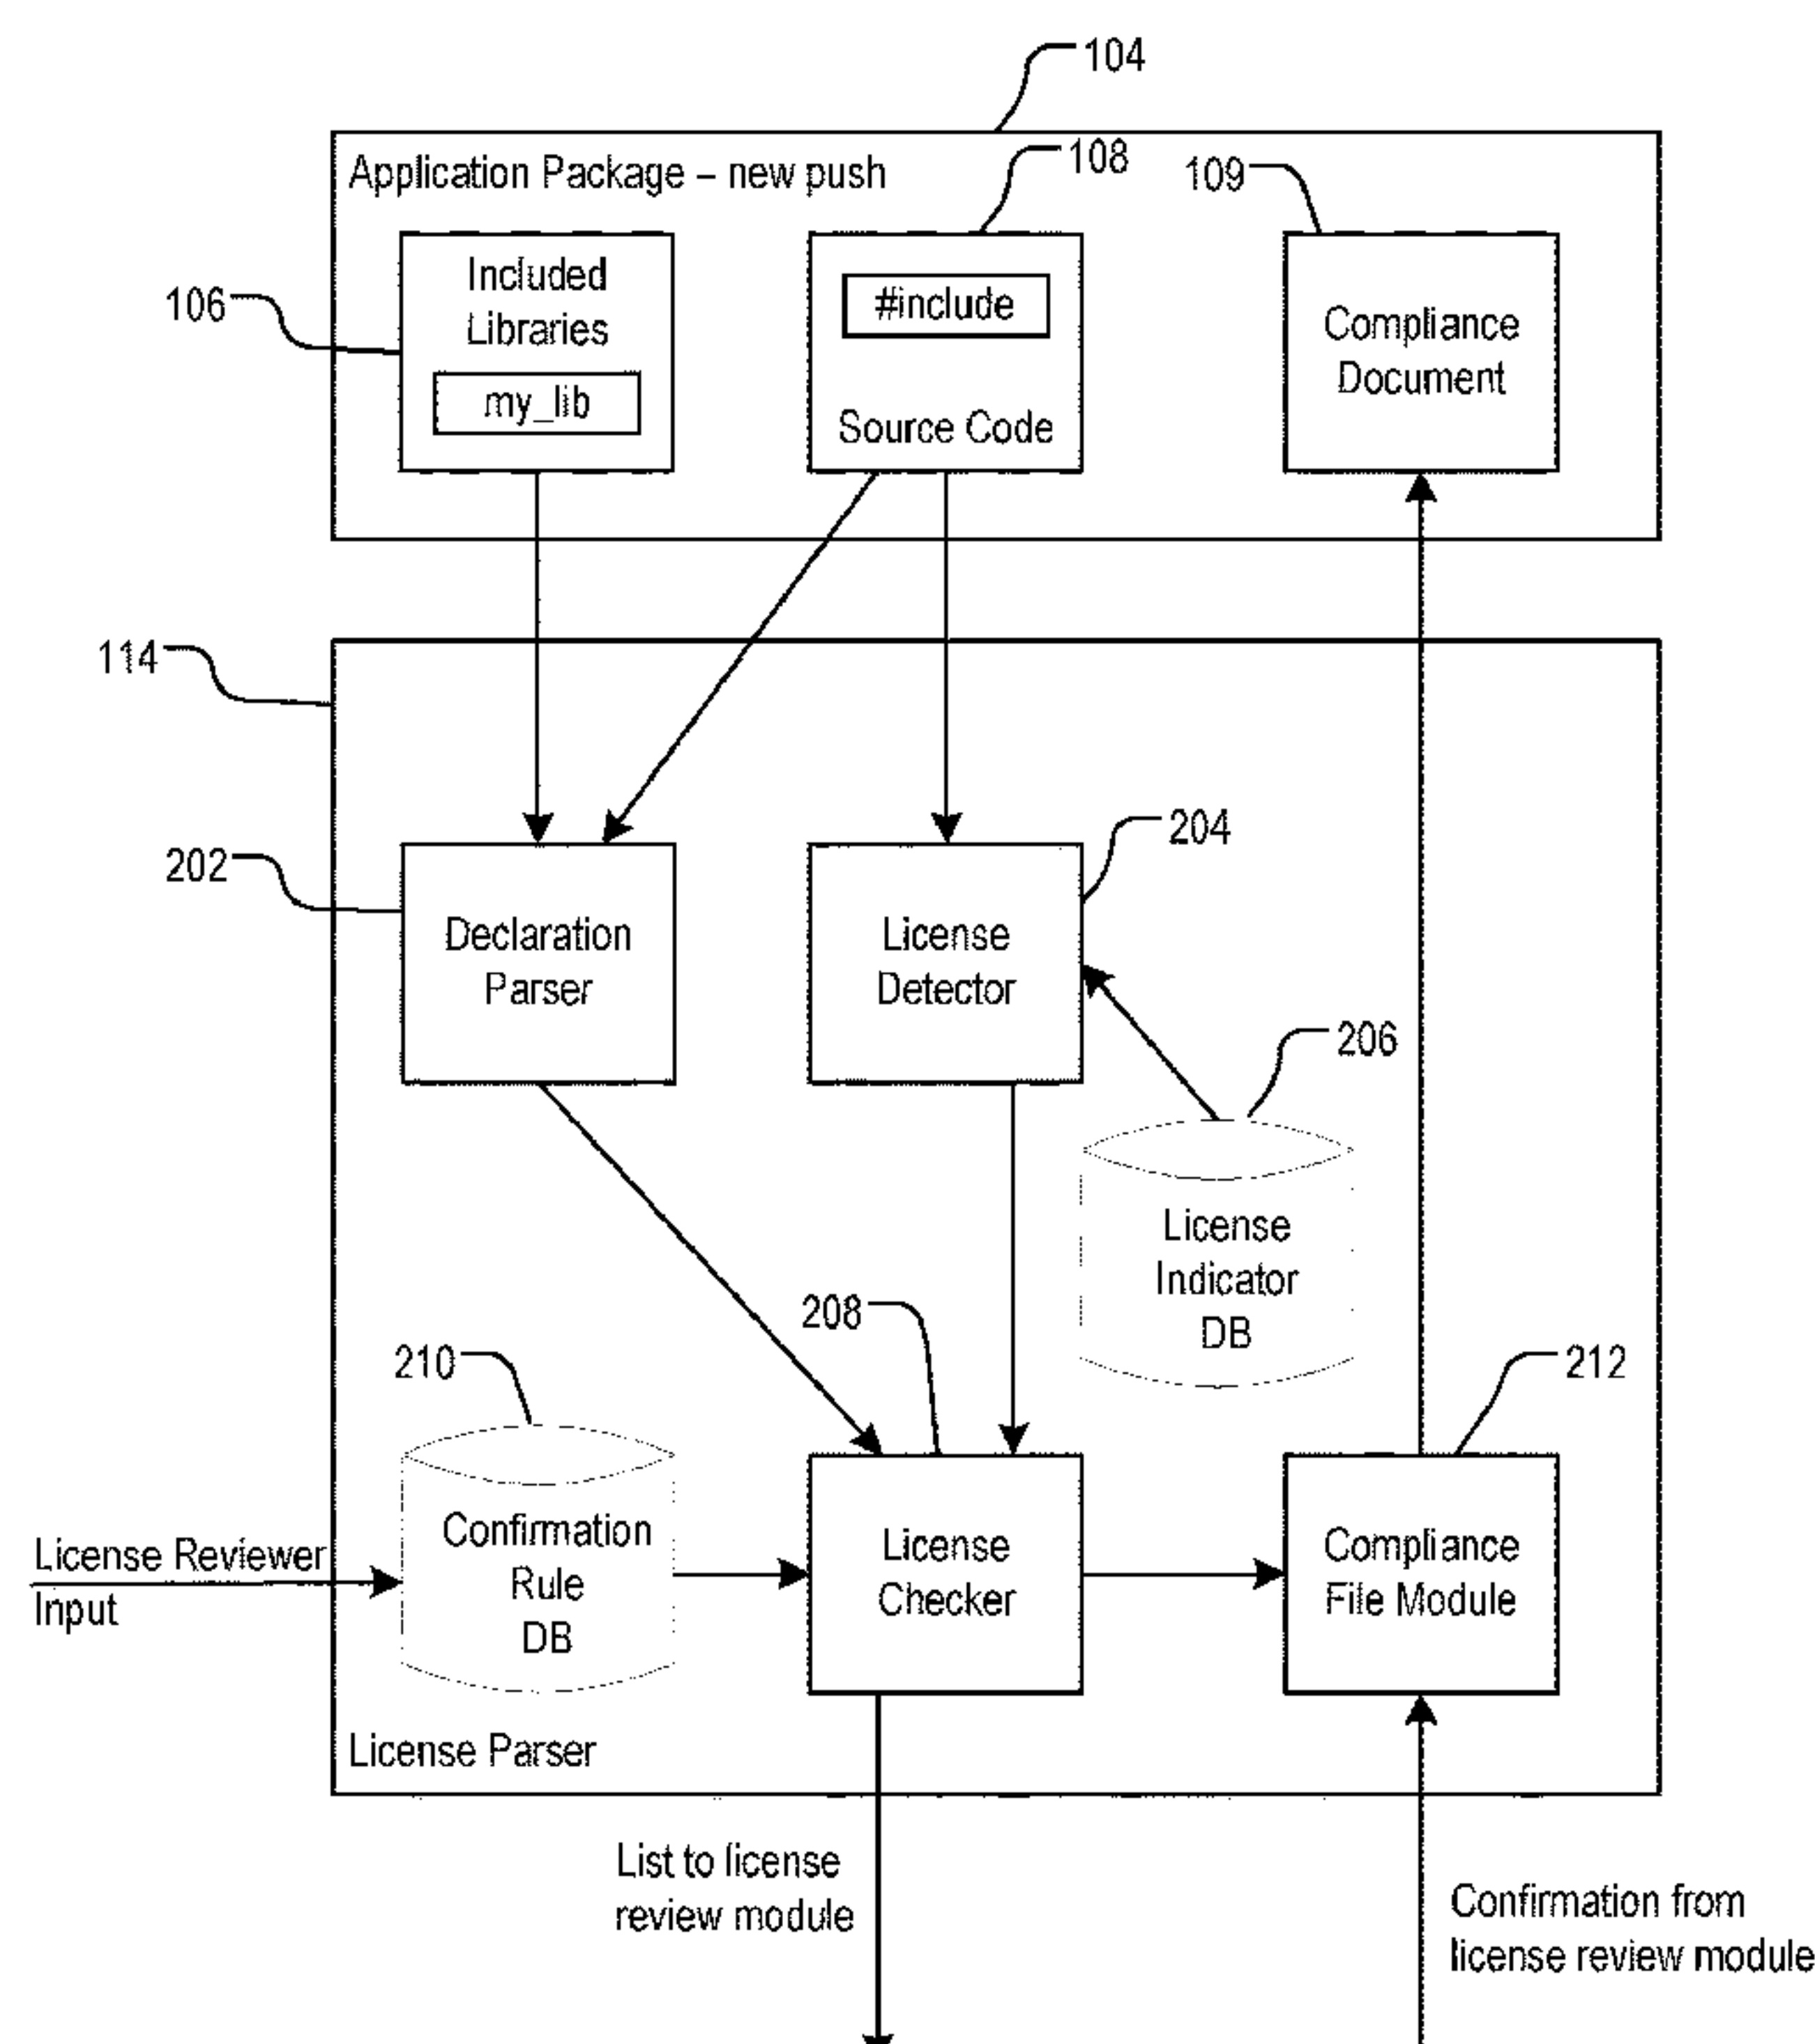 104
Application Package – new push
108
109
106
Included
Libraries
my_lib
#include
Source Code
Compliance
Document
114
202
Declaration
Parser
License
Detector
204
206
License
Indicator
DB
208
210
212
License Reviewer
Input
Confirmation
Rule
DB
License
Checker
Compliance
File Module
License Parser
List to license
review module
Confirmation from
license review module